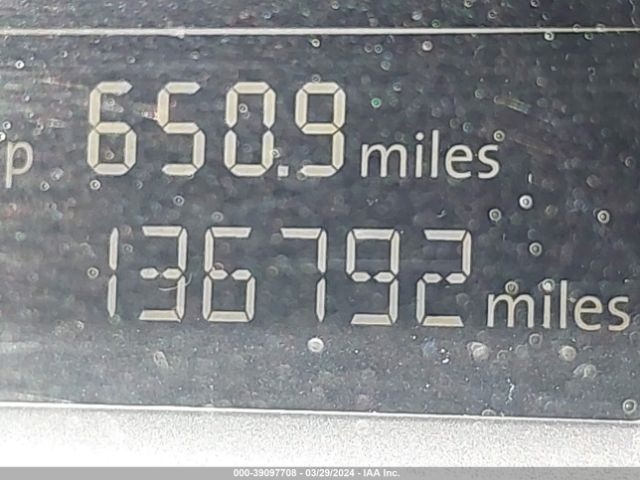 p 650.9 miles
136792 miles
000-39097708 - 03/29/2024 - IAA Inc.